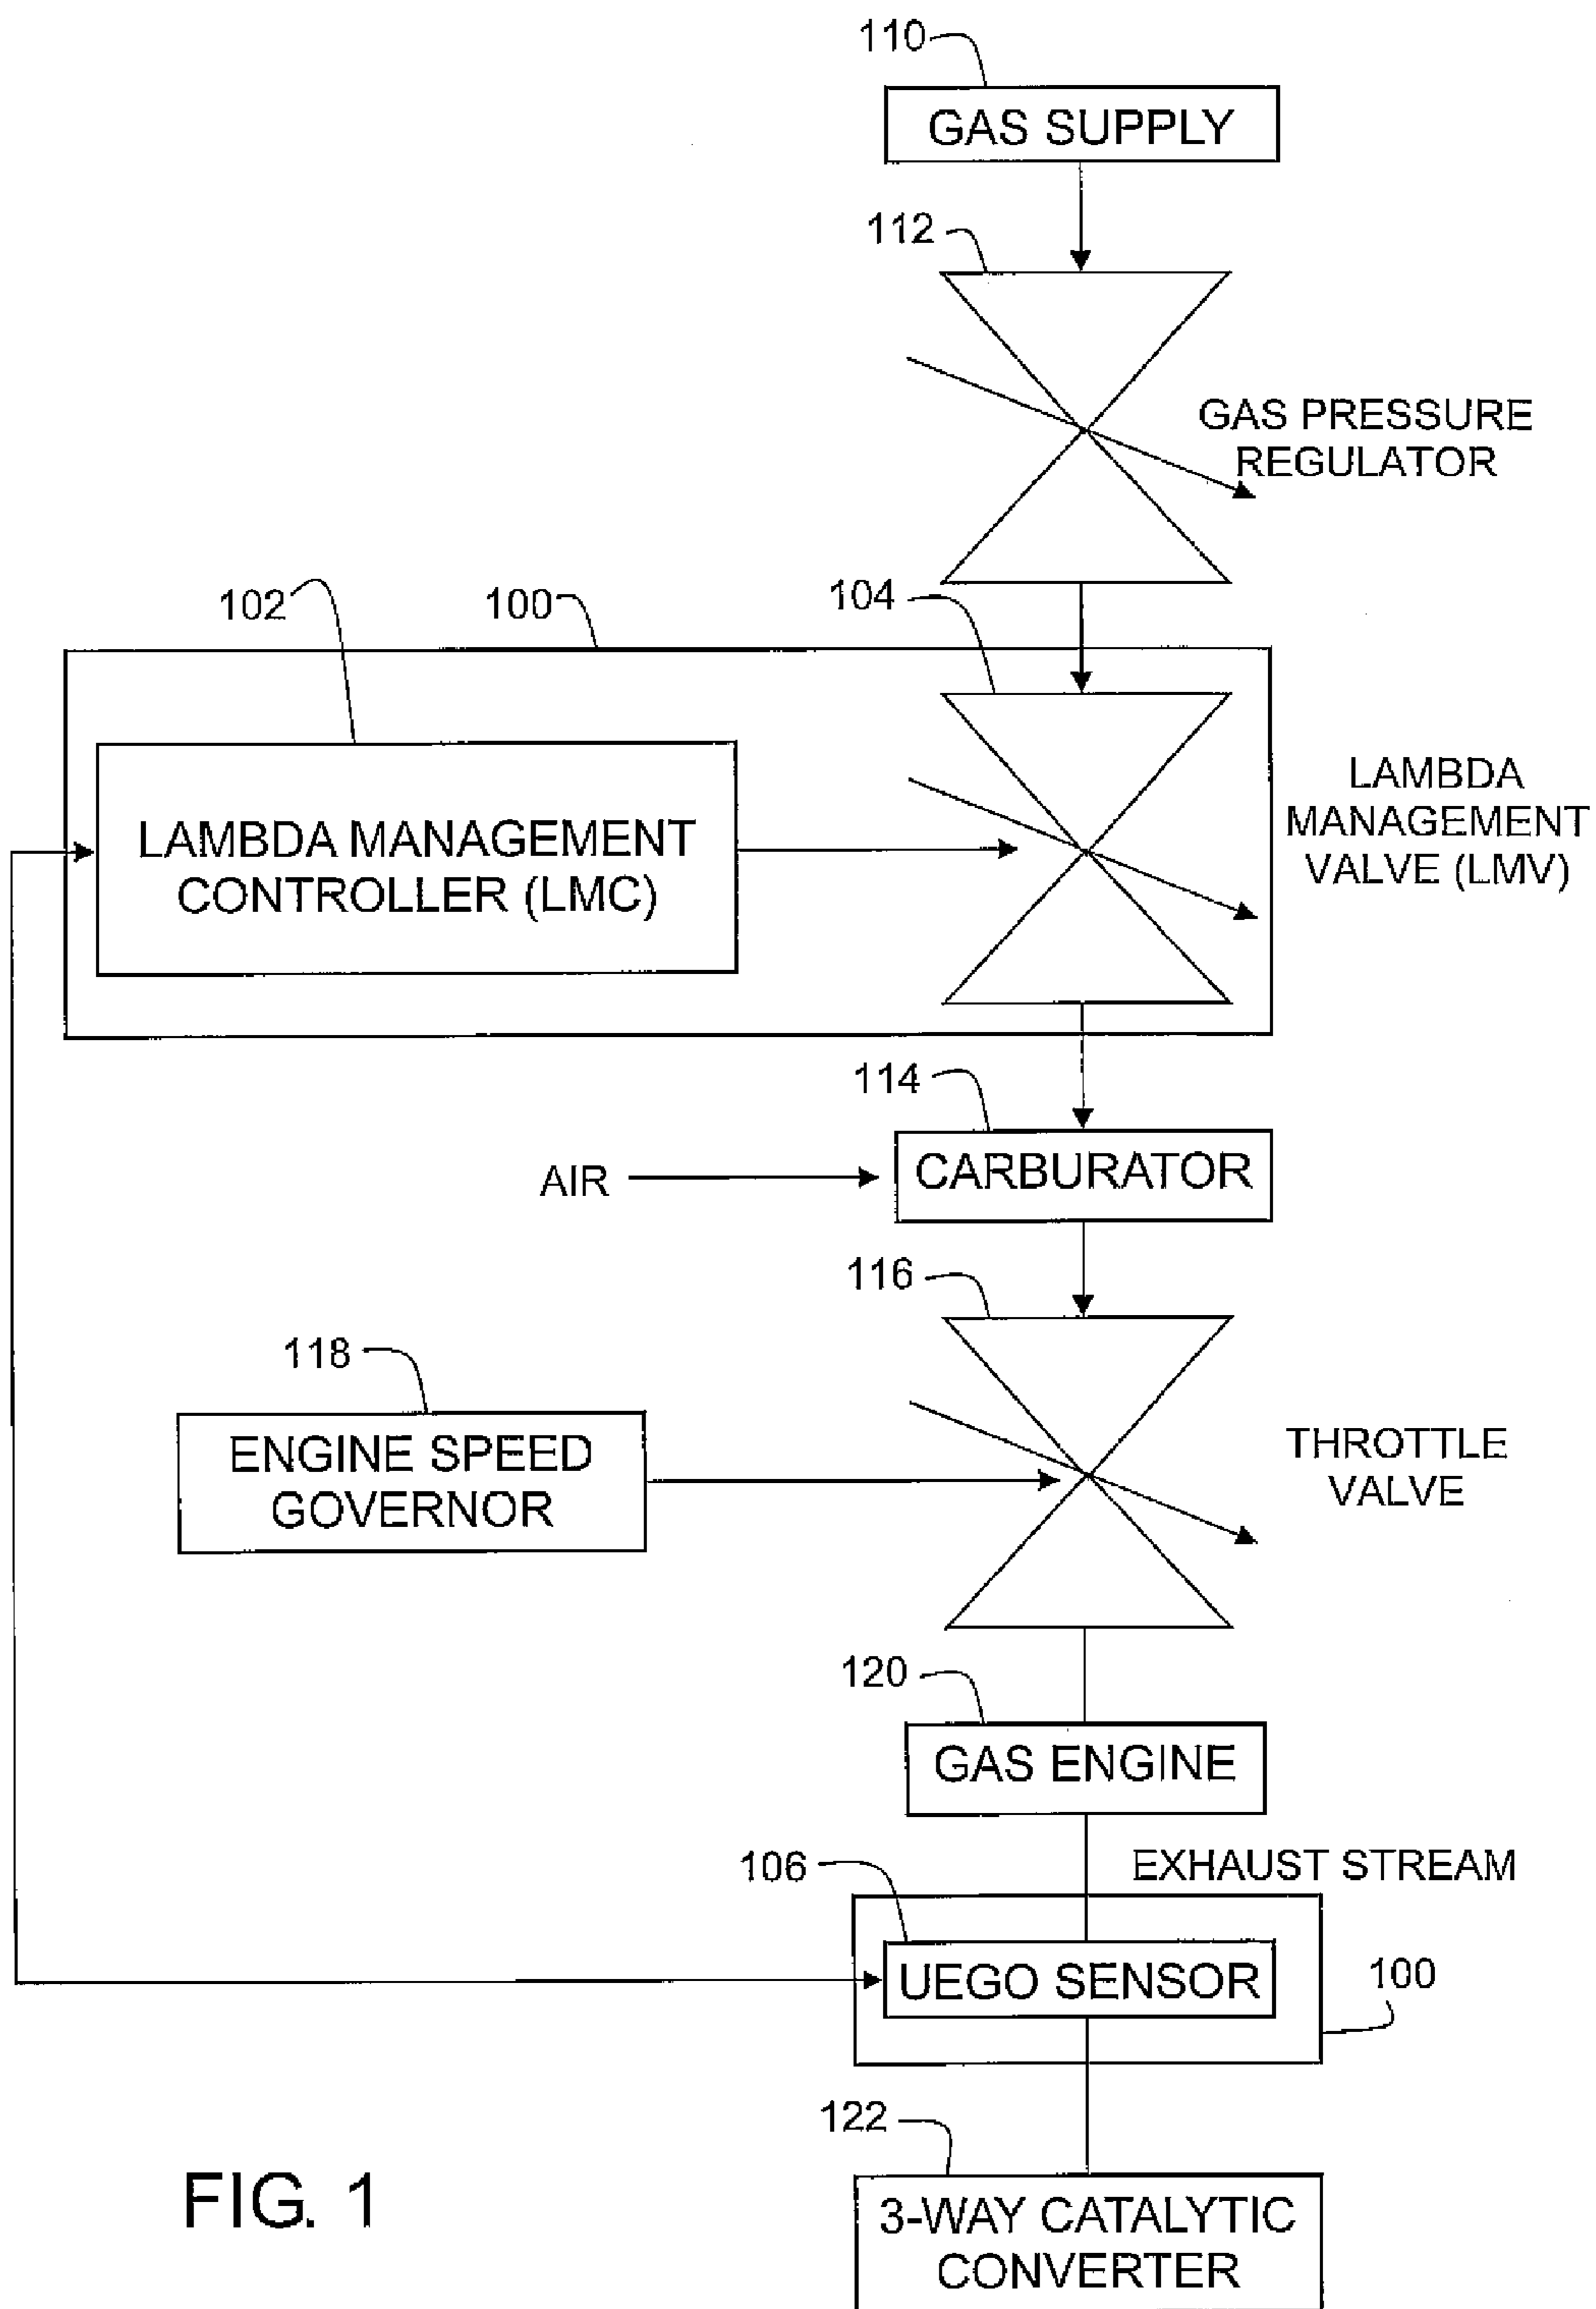 110
GAS SUPPLY
112
GAS PRESSURE
REGULATOR
102
100
104
LAMBDA MANAGEMENT
CONTROLLER (LMC)
LAMBDA
MANAGEMENT
VALVE (LMV)
114
AIR
CARBURATOR
116
118
ENGINE SPEED
GOVERNOR
THROTTLE
VALVE
120
GAS ENGINE
106
EXHAUST STREAM
UEGO SENSOR
100
122
3-WAY CATALYTIC
CONVERTER
FIG. 1